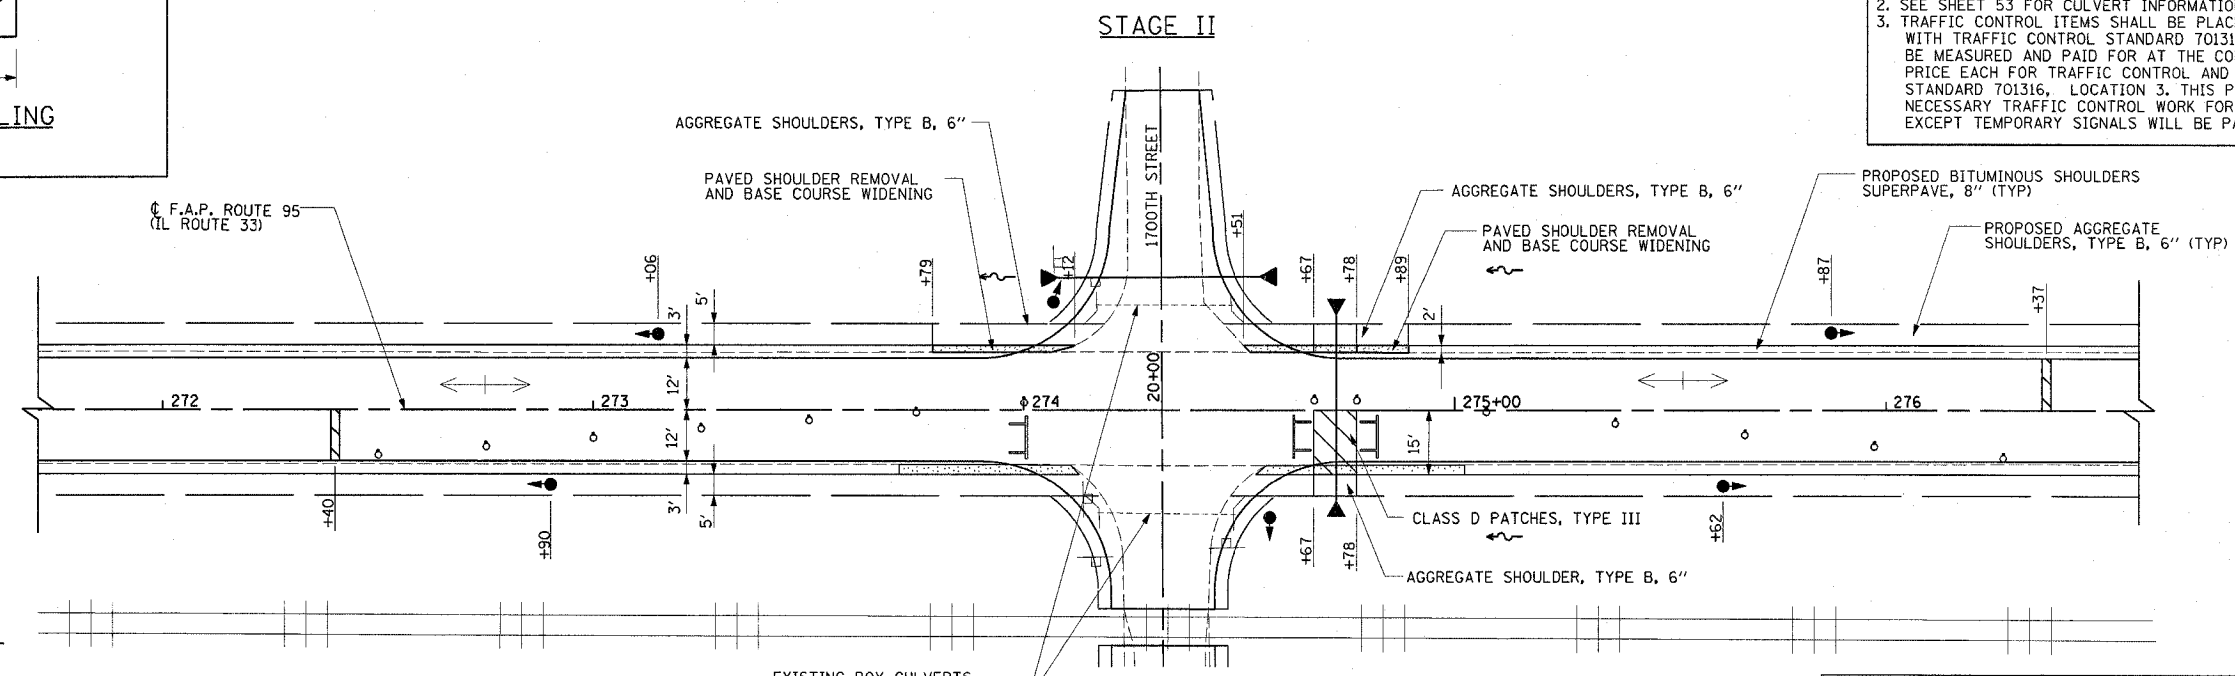 LING
STAGE II
2. SEE SHEET 53 FOR CULVERT INFORMATION
3. TRAFFIC CONTROL ITEMS SHALL BE PLAC
WITH TRAFFIC CONTROL STANDARD 70131
BE MEASURED AND PAID FOR AT THE CO
PRICE EACH FOR TRAFFIC CONTROL AND
STANDARD 701316, LOCATION 3. THIS P
NECESSARY TRAFFIC CONTROL WORK FOR
EXCEPT TEMPORARY SIGNALS WILL BE PA
AGGREGATE SHOULDERS, TYPE B, 6"
PAVED SHOULDER REMOVAL
AND BASE COURSE WIDENING
℄ F.A.P. ROUTE 95
(IL ROUTE 33)
1700TH STREET
AGGREGATE SHOULDERS, TYPE B, 6"
PAVED SHOULDER REMOVAL
AND BASE COURSE WIDENING
PROPOSED BITUMINOUS SHOULDERS
SUPERPAVE, 8" (TYP)
PROPOSED AGGREGATE
SHOULDERS, TYPE B, 6" (TYP)
+06
+79
+12
+51
+67
+78
+89
+87
+37
3'
5'
2'
12'
20+00
272
273
274
275+00
276
12'
15'
3'
5'
+40
+90
+67
+78
+62
CLASS D PATCHES, TYPE III
AGGREGATE SHOULDER, TYPE B, 6"
EXISTING BOX CULVERTS